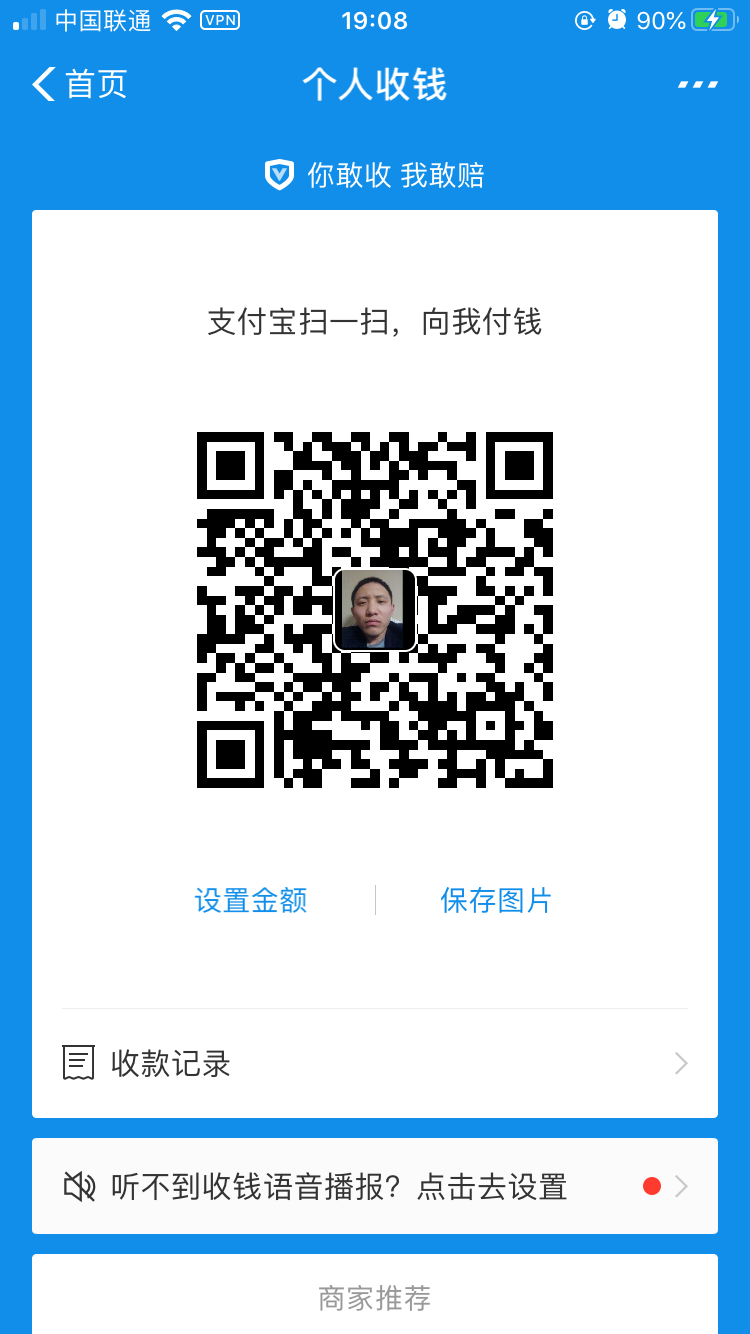 中国联通 VPN 19:08 90%
首页 个人收钱
你敢收 我敢赔
支付宝扫一扫，向我付钱
设置金额 保存图片
收款记录
听不到收钱语音播报？点击去设置
商家推荐